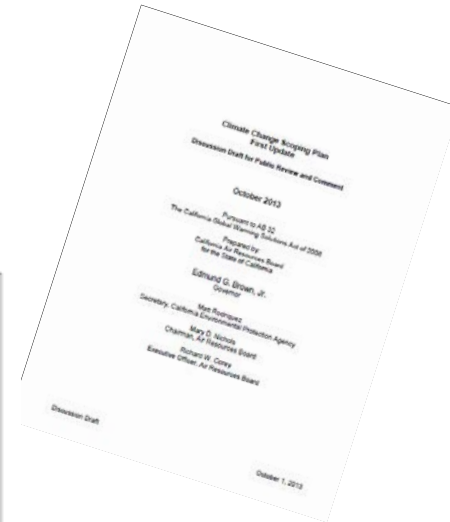 Climate Change Scoping Plan
First Update
Discussion Draft for Public Review and Comment
October 2013
Pursuant to AB 32
The California Global Warming Solutions Act of 2006
Prepared by:
California Air Resources Board
for the State of California
Edmund G. Brown, Jr.
Governor
Matt Rodriquez
Secretary, California Environmental Protection Agency
Mary D. Nichols
Chairman, Air Resources Board
Richard W. Corey
Executive Officer, Air Resources Board
Discussion Draft
October 1, 2013